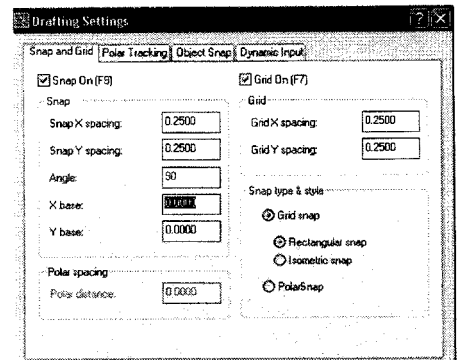 Drafting Settings
Snap and Grid Polar Tracking Object Snap Dynamic Input
Snap On (F9)
Grid On (F7)
Snap
Snap X spacing: 0.2500
Snap Y spacing: 0.2500
Angle: 90
X base: 0.0000
Y base: 0.0000
Polar spacing
Polar distance: 0.0000
Grid
Grid X spacing: 0.2500
Grid Y spacing: 0.2500
Snap type & style
Grid snap
Rectangular snap
Isometric snap
PolarSnap